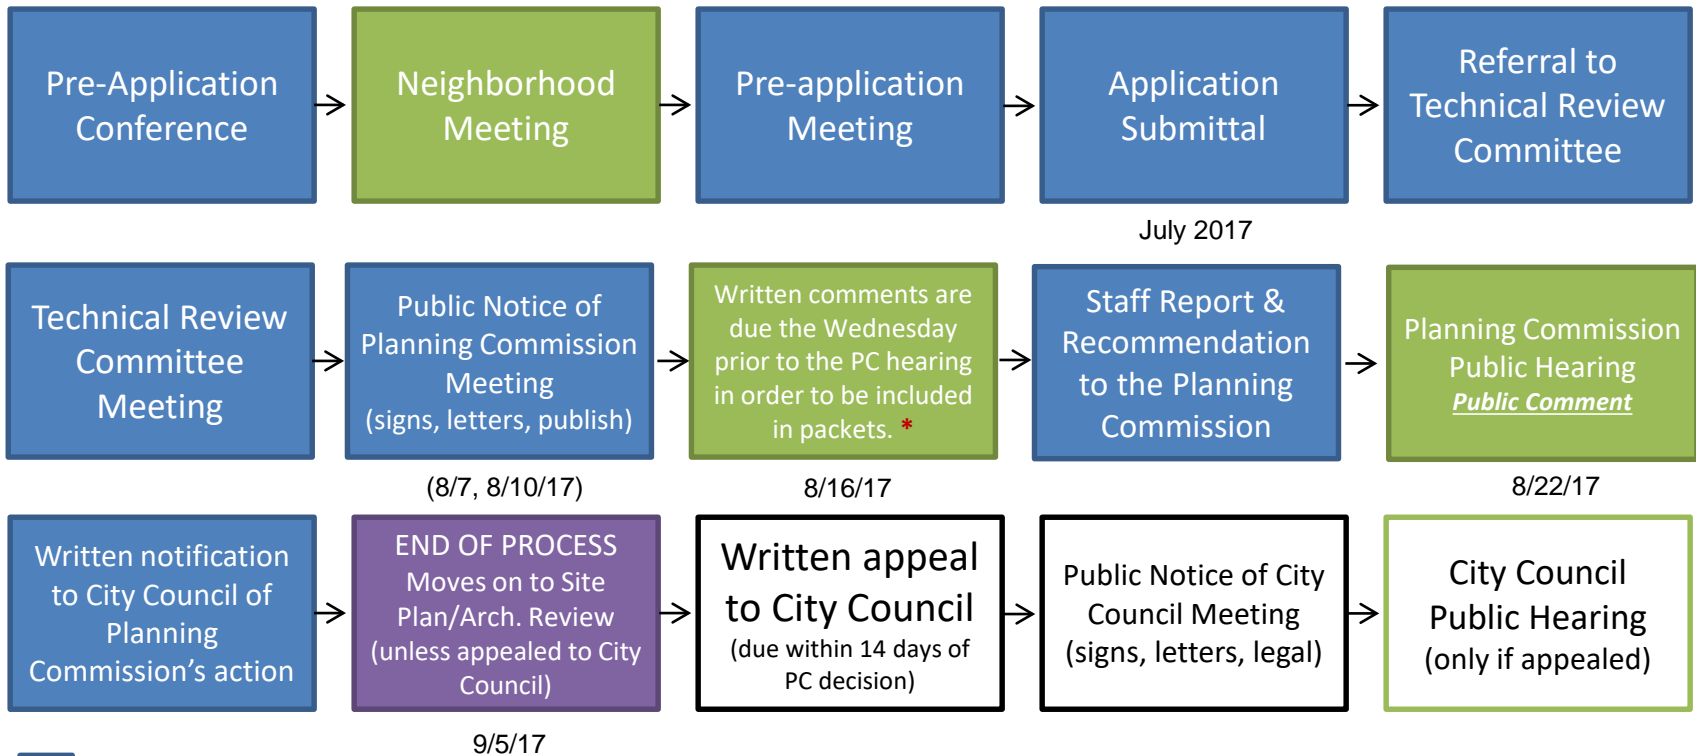 Pre-Application
Conference
Neighborhood
Meeting
Pre-application
Meeting
Application
Submittal
Referral to
Technical Review
Committee
July 2017
Technical Review
Committee
Meeting
Public Notice of
Planning Commission
Meeting
(signs, letters, publish)
Written comments are
due the Wednesday
prior to the PC hearing
in order to be included
in packets. *
Staff Report &
Recommendation
to the Planning
Commission
Planning Commission
Public Hearing
Public Comment
(8/7, 8/10/17)
8/16/17
8/22/17
Written notification
to City Council of
Planning
Commission’s action
END OF PROCESS
Moves on to Site
Plan/Arch. Review
(unless appealed to City
Council)
Written appeal
to City Council
(due within 14 days of
PC decision)
Public Notice of City
Council Meeting
(signs, letters, legal)
City Council
Public Hearing
(only if appealed)
9/5/17